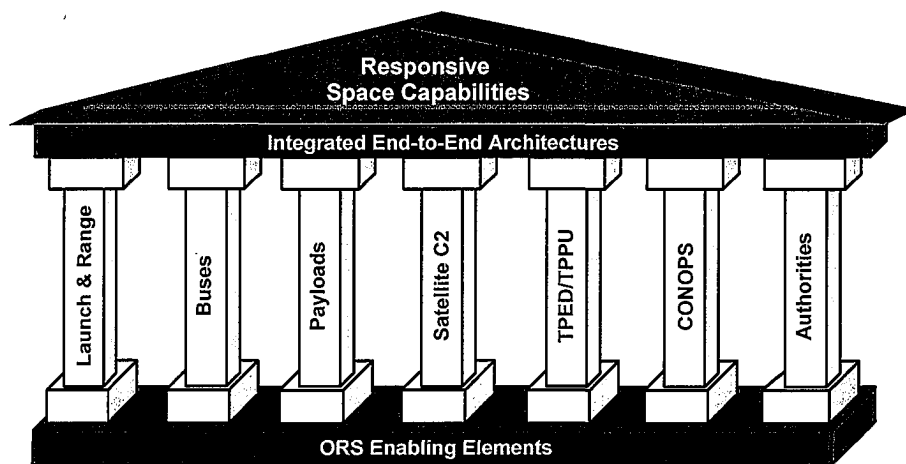 Responsive
Space Capabilities
Integrated End-to-End Architectures
Launch & Range
Buses
Payloads
Satellite C2
TPED/TPPU
CONOPS
Authorities
ORS Enabling Elements